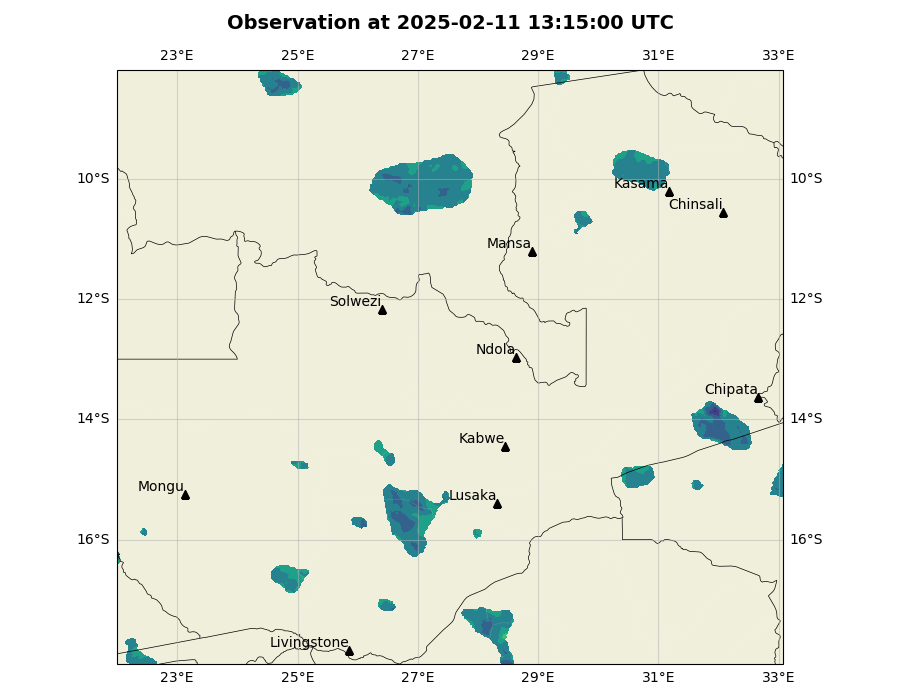 Observation at 2025-02-11 13:15:00 UTC
23°E 25°E 27°E 29°E 31°E 33°E
10°S Kasama 10°S
Chinsali
Mansa
12°S Solwezi 12°S
Ndola
Chipata
14°S 14°S
Kabwe
Mongu Lusaka
16°S 16°S
Livingstone
23°E 25°E 27°E 29°E 31°E 33°E